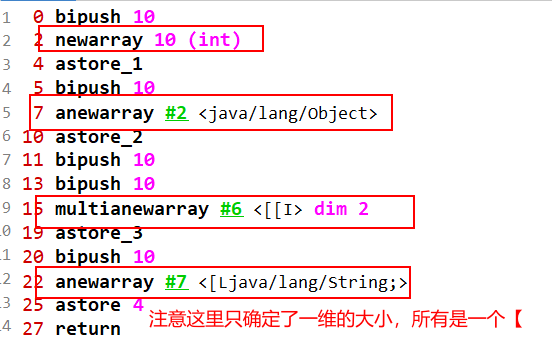 1 0 bipush 10
2 2 newarray 10 (int)
3 4 astore_1
4 5 bipush 10
5 7 anewarray #2 <java/lang/Object>
6 10 astore_2
7 11 bipush 10
8 13 bipush 10
9 15 multianewarray #6 <[[I> dim 2
10 19 astore_3
11 20 bipush 10
12 22 anewarray #7 <[Ljava/lang/String;>
13 25 astore 4
14 27 return
注意这里只确定了一维的大小，所有是一个【